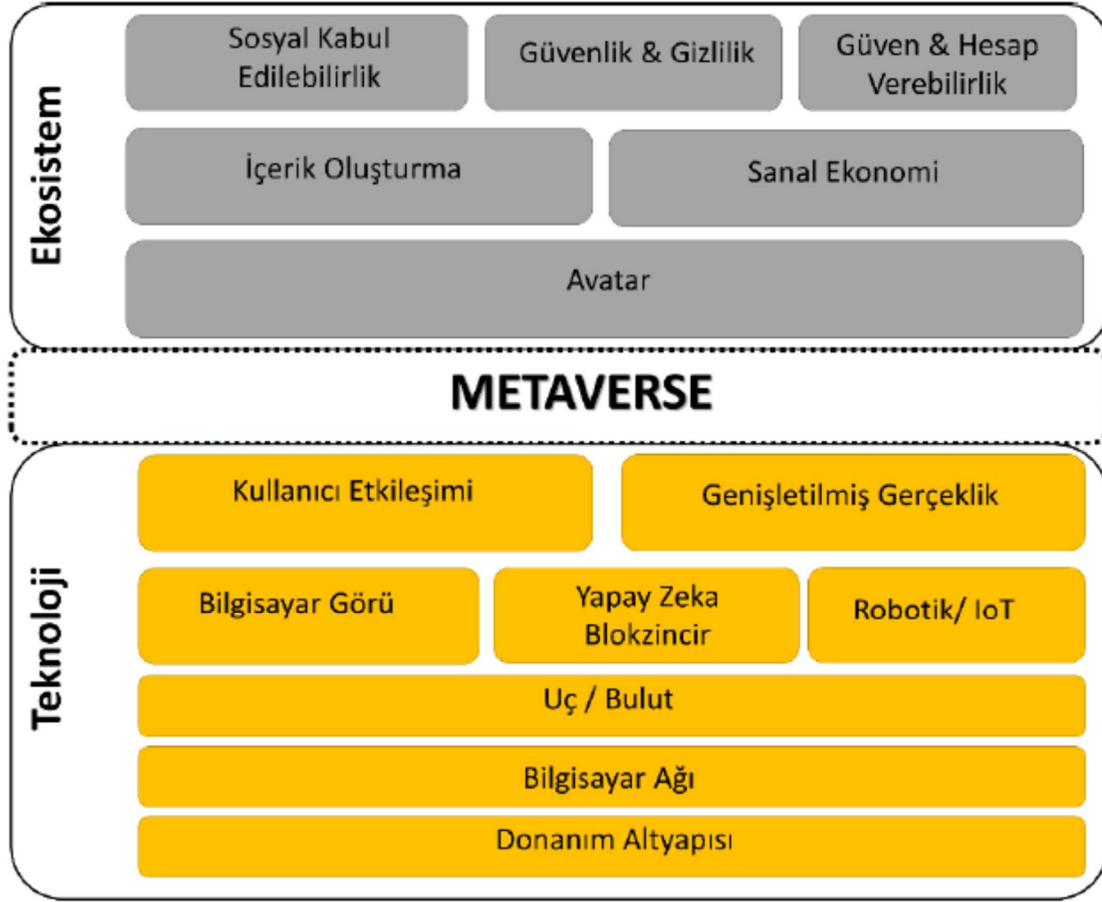 Ekosistem
Sosyal Kabul
Edilebilirlik
Güvenlik & Gizlilik
Güven & Hesap
Verebilirlik
İçerik Oluşturma
Sanal Ekonomi
Avatar
METAVERSE
Teknoloji
Kullanıcı Etkileşimi
Genişletilmiş Gerçeklik
Bilgisayar Görü
Yapay Zeka
Blokzincir
Robotik/ IoT
Uç / Bulut
Bilgisayar Ağı
Donanım Altyapısı